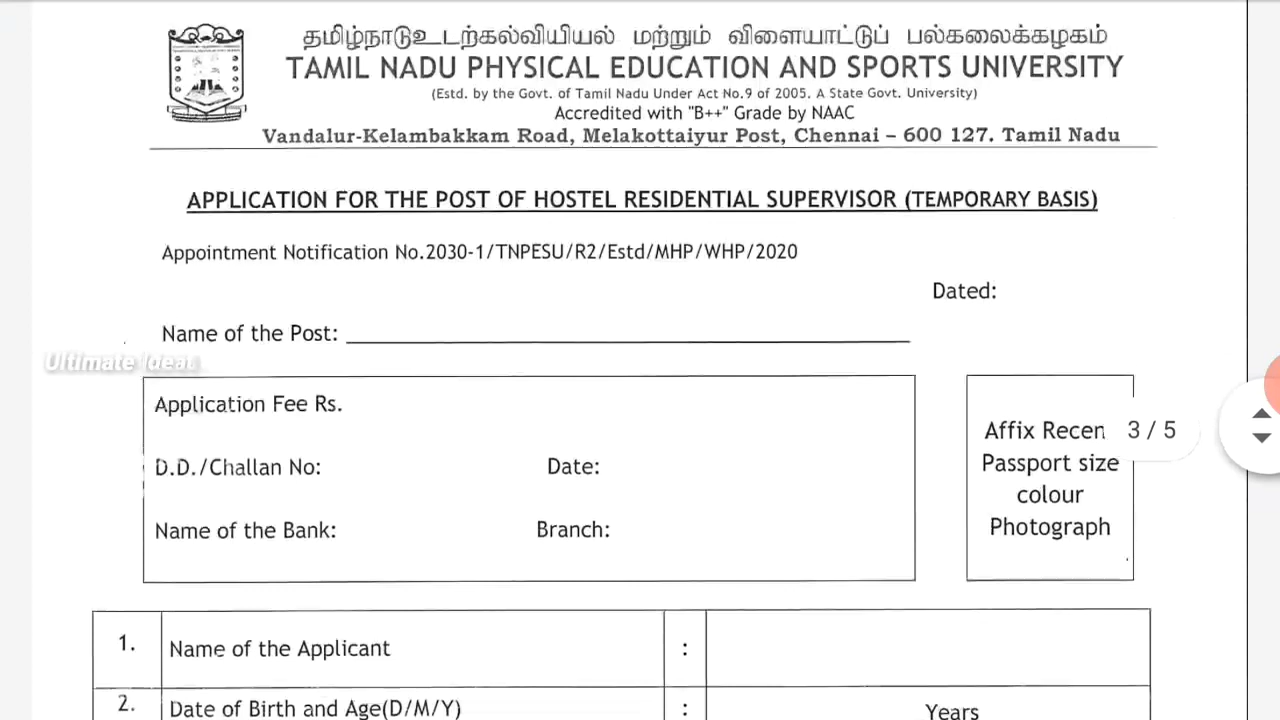 தமிழ்நாடுஉடற்கல்வியியல் மற்றும் விளையாட்டுப் பல்கலைக்கழகம்
TAMIL NADU PHYSICAL EDUCATION AND SPORTS UNIVERSITY
(Estd. by the Govt. of Tamil Nadu Under Act No.9 of 2005. A State Govt. University)
Accredited with "B++" Grade by NAAC
Vandalur-Kelambakkam Road, Melakottaiyur Post, Chennai – 600 127. Tamil Nadu
APPLICATION FOR THE POST OF HOSTEL RESIDENTIAL SUPERVISOR (TEMPORARY BASIS)
Appointment Notification No.2030-1/TNPESU/R2/Estd/MHP/WHP/2020
Dated:
Name of the Post:
Ultimate Ideas
Application Fee Rs.
D.D./Challan No: Date:
Name of the Bank: Branch:
Affix Recen 3 / 5
Passport size
colour
Photograph
1. Name of the Applicant :
2. Date of Birth and Age(D/M/Y) : Years